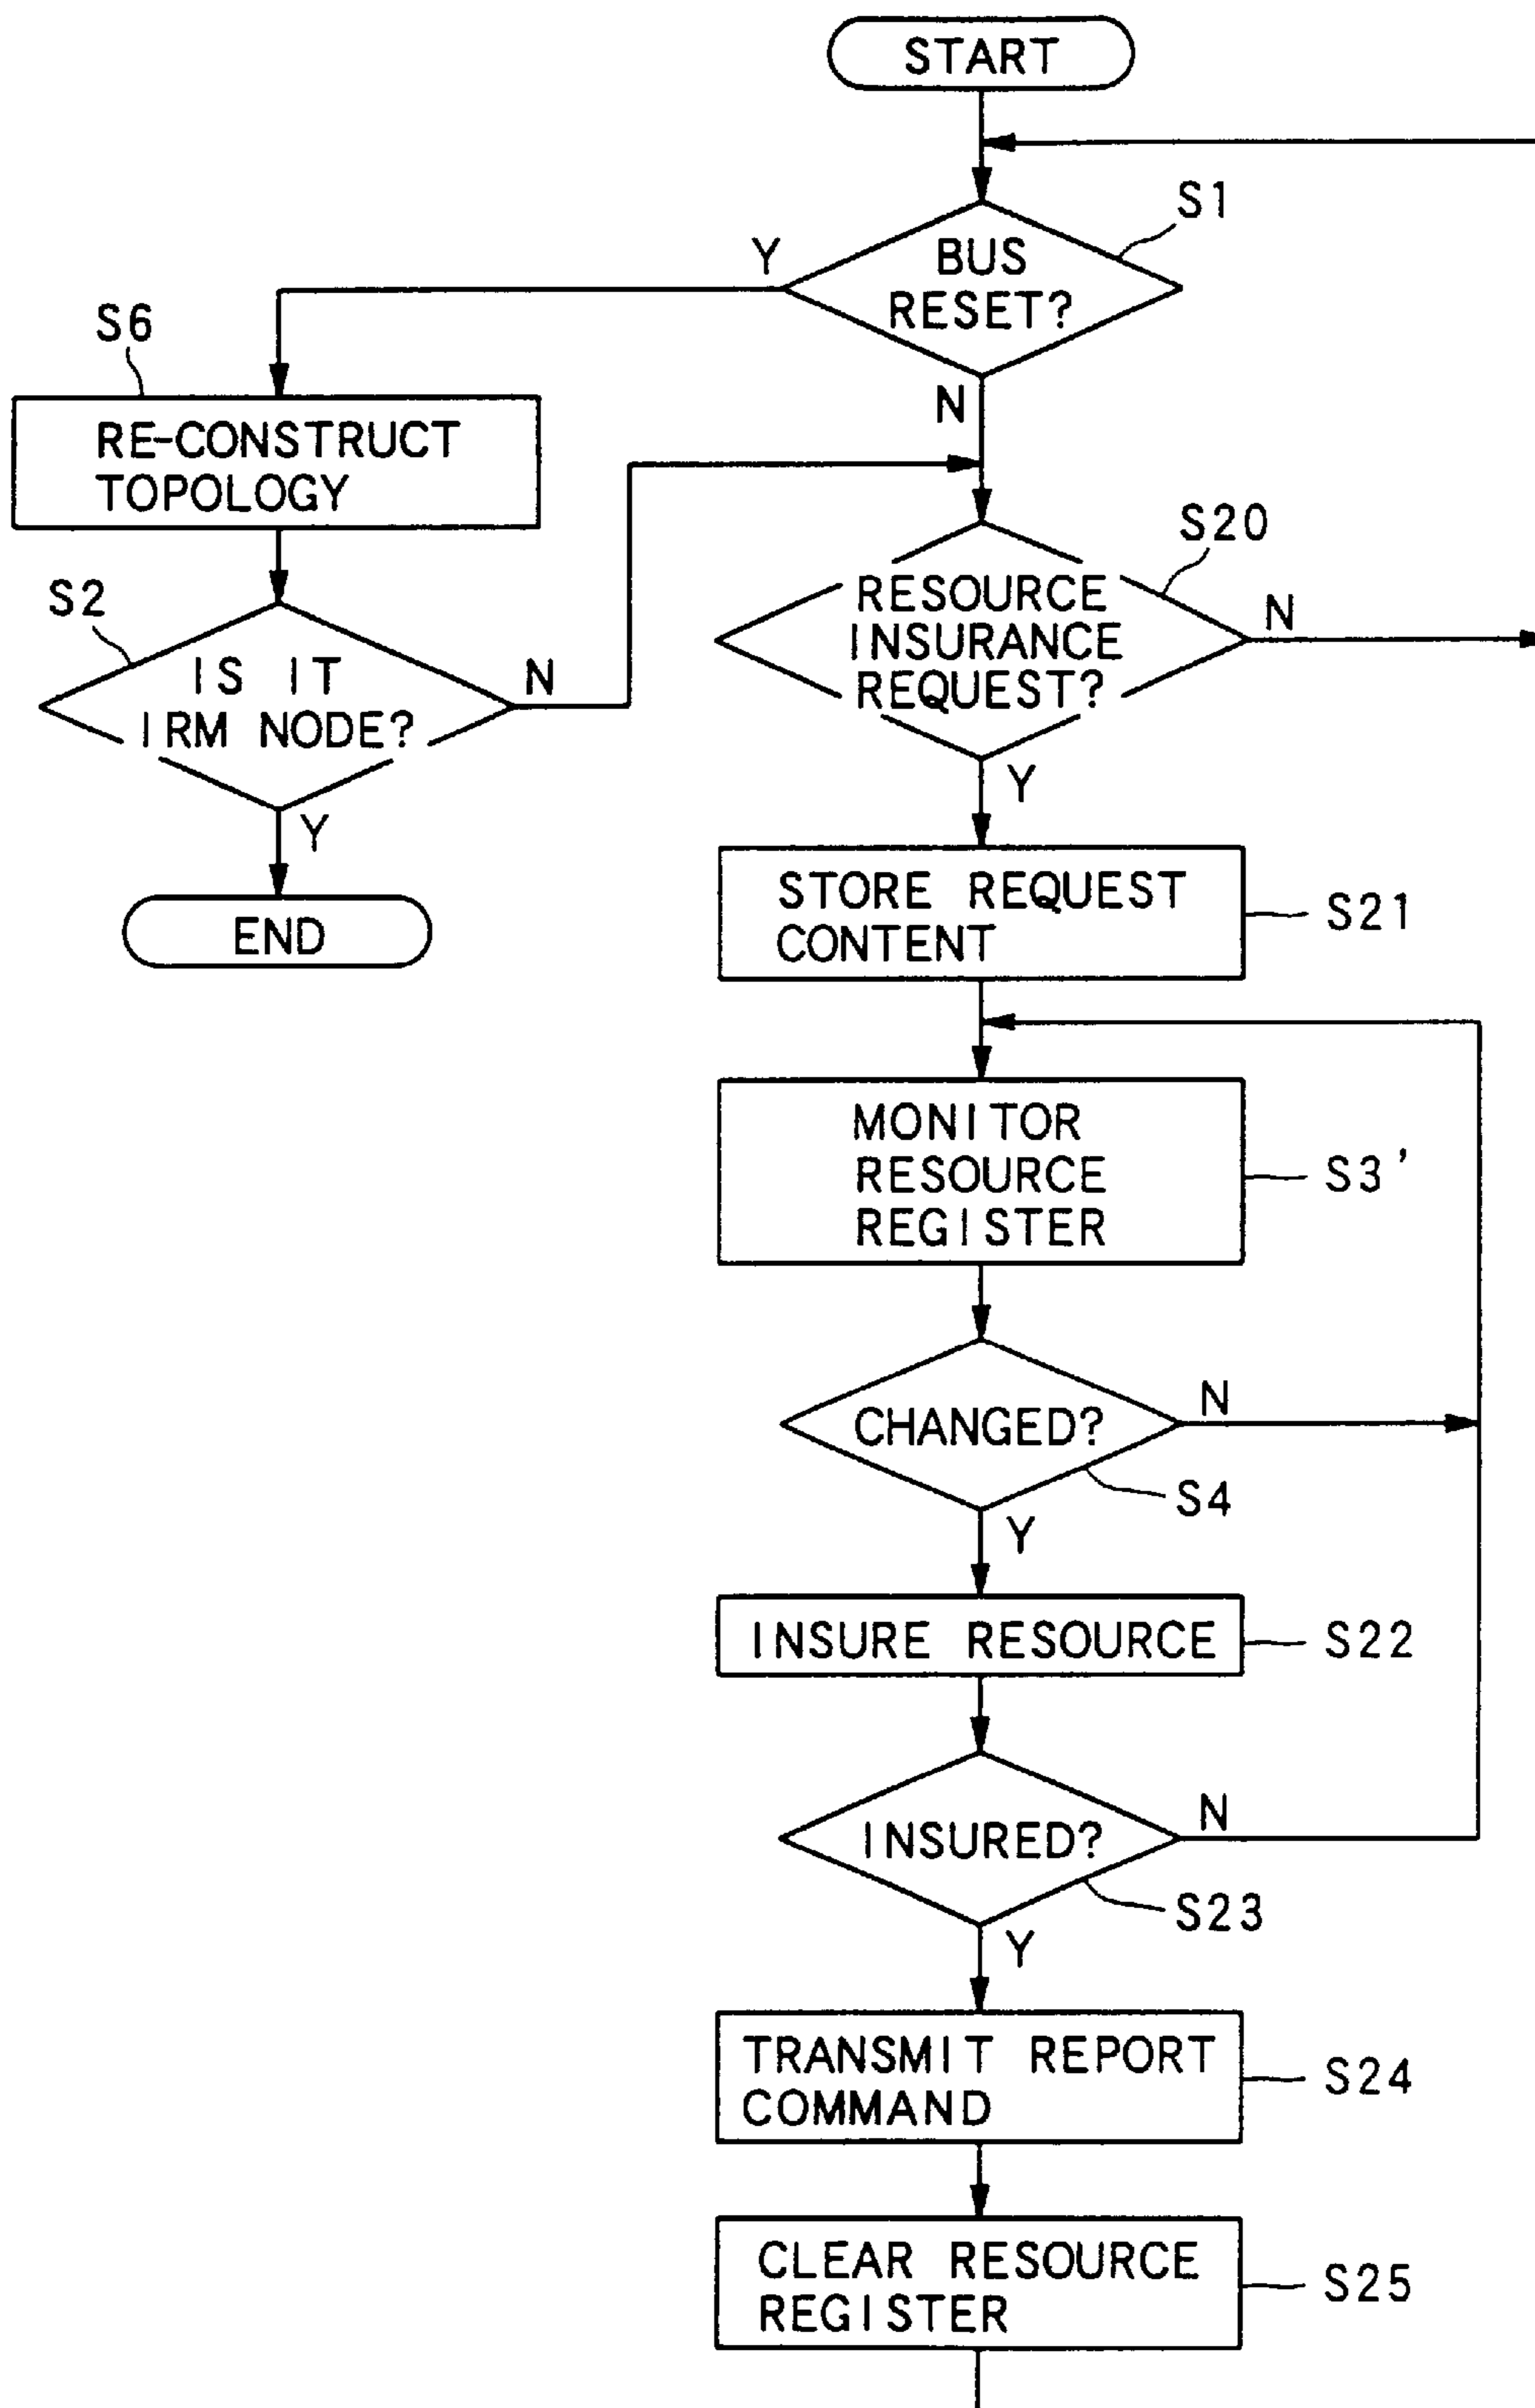 START
S1
BUS
RESET?
Y
N
S6
RE-CONSTRUCT
TOPOLOGY
S2
IS IT
IRM NODE?
N
Y
END
S20
RESOURCE
INSURANCE
REQUEST?
N
Y
STORE REQUEST
CONTENT
S21
MONITOR
RESOURCE
REGISTER
S3'
CHANGED?
N
S4
Y
INSURE RESOURCE
S22
INSURED?
N
S23
Y
TRANSMIT REPORT
COMMAND
S24
CLEAR RESOURCE
REGISTER
S25